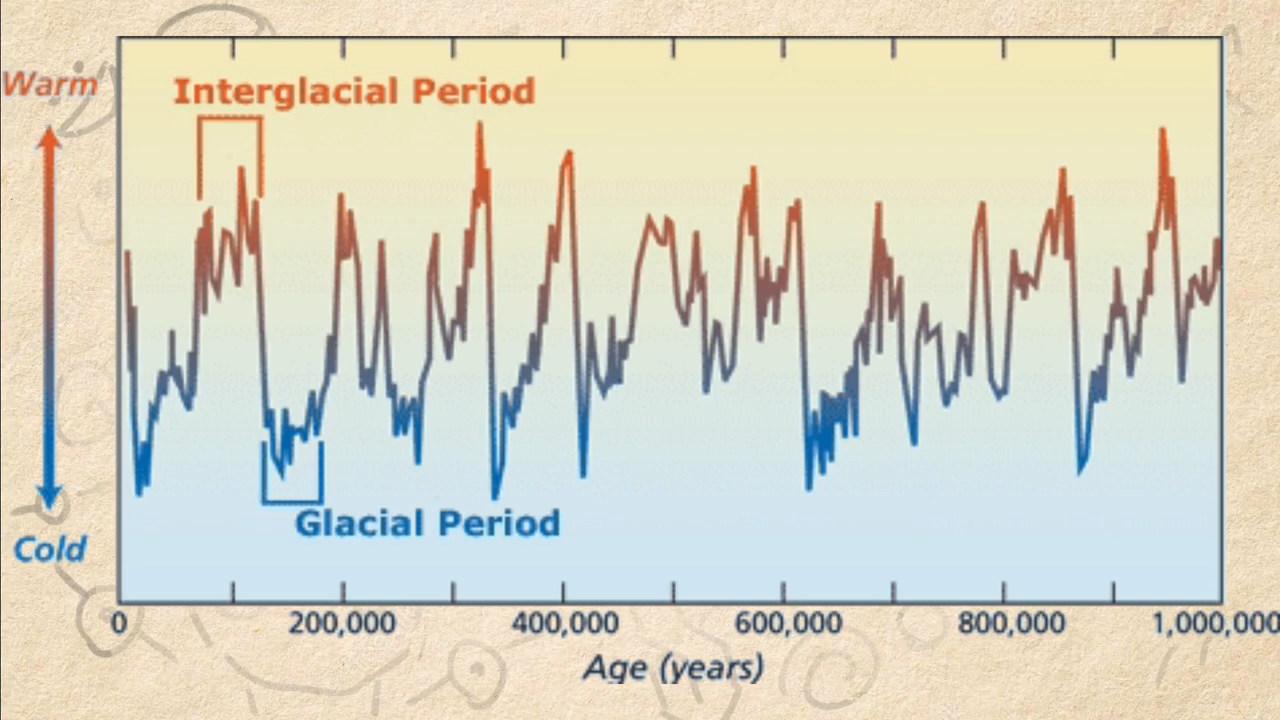 Warm
Interglacial Period
Glacial Period
Cold
0 200,000 400,000 600,000 800,000 1,000,000
Age (years)